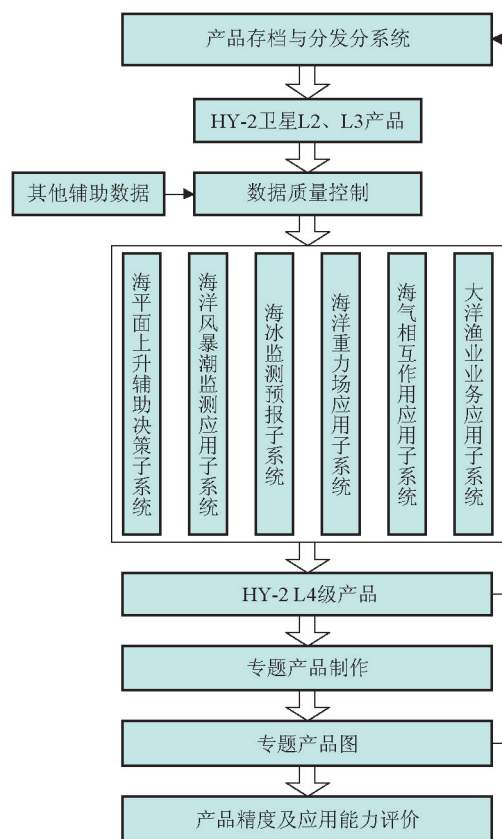 产品存档与分发分系统
HY-2卫星L2、L3产品
其他辅助数据
数据质量控制
海平面上升辅助决策子系统
海洋风暴潮监测应用子系统
海冰监测预报子系统
海洋重力场应用子系统
海气相互作用应用子系统
大洋渔业业务应用子系统
HY-2 L4级产品
专题产品制作
专题产品图
产品精度及应用能力评价